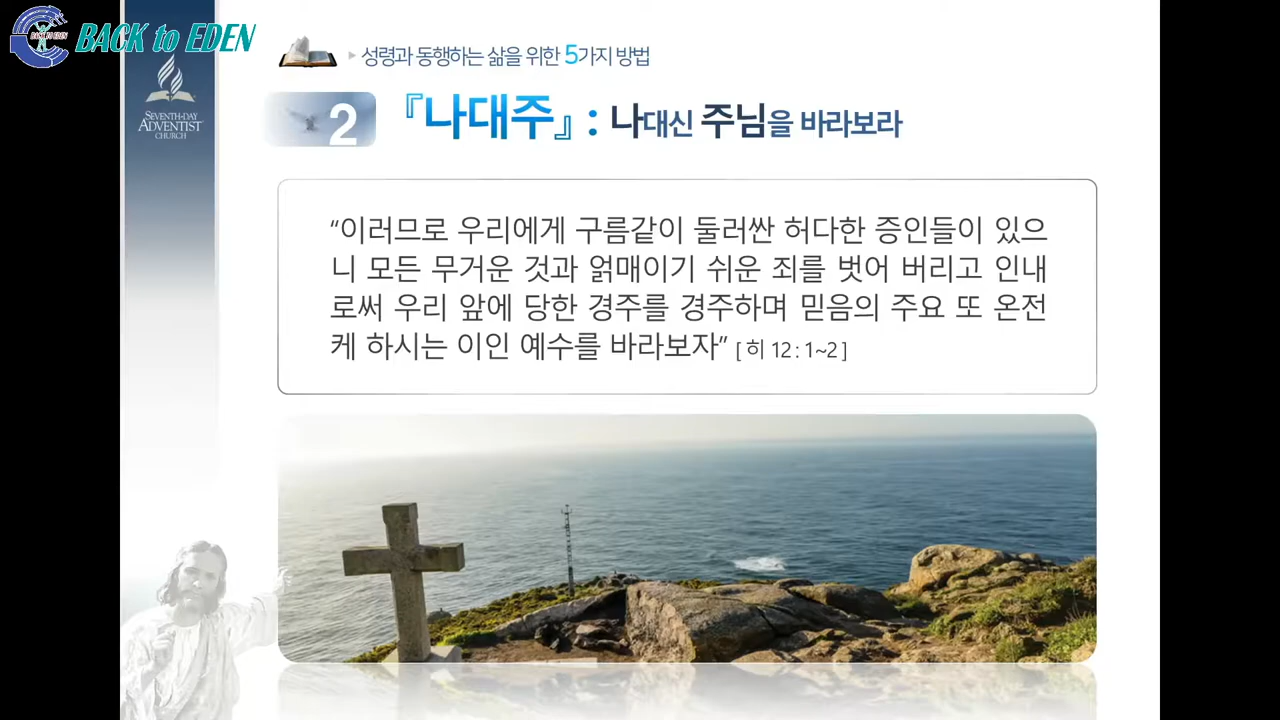 BACK to EDEN
BACK to EDEN
SEVENTH-DAY
ADVENTIST
CHURCH
▸ 성령과 동행하는 삶을 위한 5가지 방법
2 『나대주』 : 나대신 주님을 바라보라
“이러므로 우리에게 구름같이 둘러싼 허다한 증인들이 있으
니 모든 무거운 것과 얽매이기 쉬운 죄를 벗어 버리고 인내
로써 우리 앞에 당한 경주를 경주하며 믿음의 주요 또 온전
케 하시는 이인 예수를 바라보자” [ 히 12 : 1~2 ]